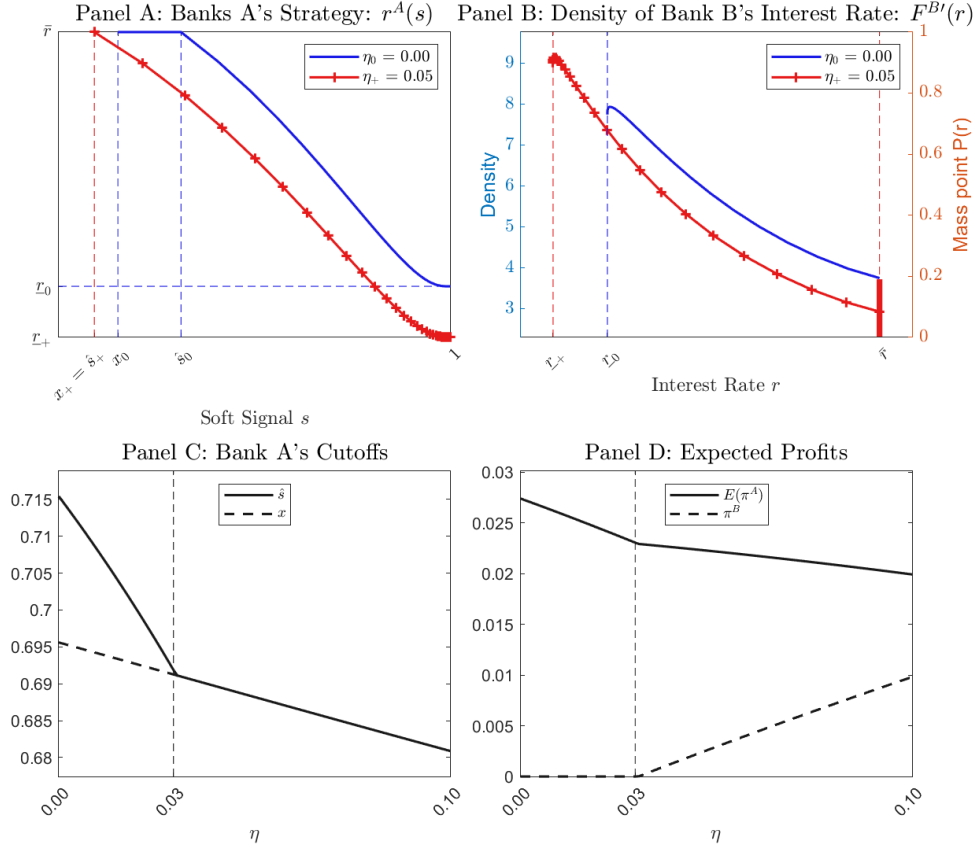 Panel A: Banks A's Strategy: r^A(s)
r̄
η₀ = 0.00
η₊ = 0.05
r̲₀
r̲₊
x₊ = ŝ₊
x₀
ŝ₀
1
Soft Signal s
Panel B: Density of Bank B's Interest Rate: F^{B′}(r)
η₀ = 0.00
η₊ = 0.05
9
8
7
6
5
4
3
Density
1
0.8
0.6
0.4
0.2
0
Mass point P(r)
r̲₊
r̲₀
r̄
Interest Rate r
Panel C: Bank A's Cutoffs
ŝ
x
0.715
0.71
0.705
0.7
0.695
0.69
0.685
0.68
0.00
0.03
0.10
η
Panel D: Expected Profits
E(π^A)
π^B
0.03
0.025
0.02
0.015
0.01
0.005
0
0.00
0.03
0.10
η